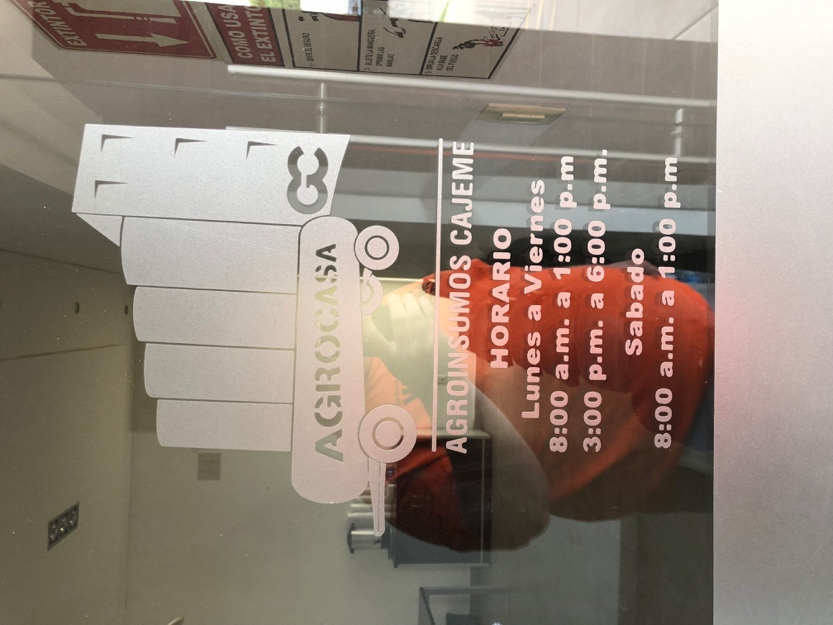 EXTINTOR
COMO USAR
EL EXTINTOR
GC
AGROCASA
AGROINSUMOS CAJEME
HORARIO
Lunes a Viernes
8:00 a.m. a 1:00 p.m
3:00 p.m. a 6:00 p.m.
Sabado
8:00 a.m. a 1:00 p.m